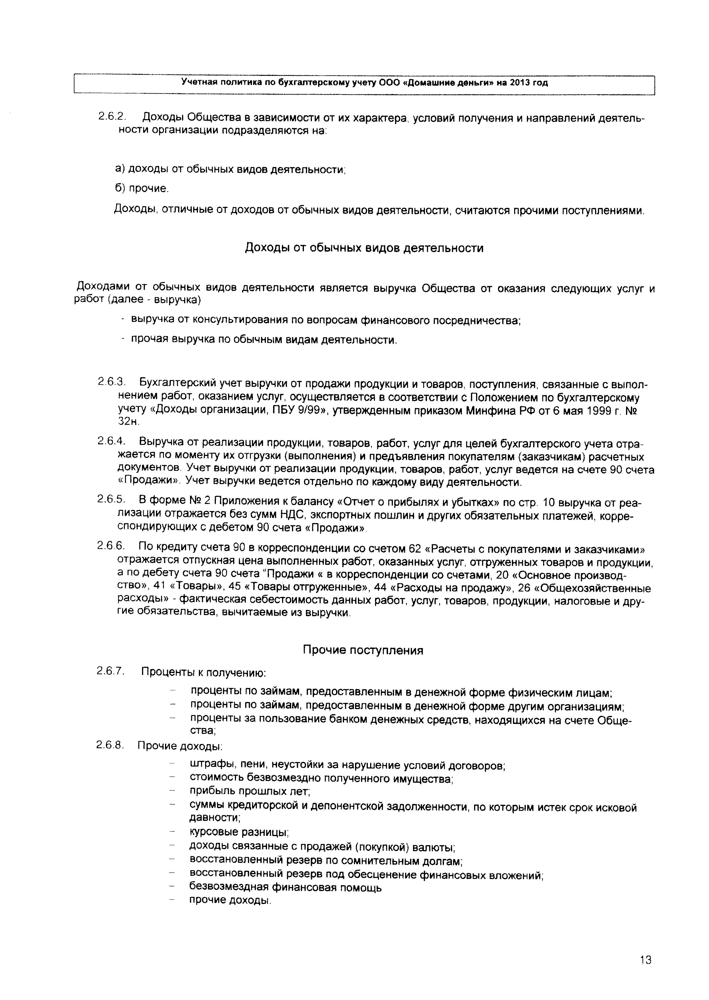 Учетная политика по бухгалтерскому учету ООО «Домашние деньги» на 2013 год
2.6.2. Доходы Общества в зависимости от их характера, условий получения и направлений деятель-
ности организации подразделяются на:
а) доходы от обычных видов деятельности;
б) прочие.
Доходы, отличные от доходов от обычных видов деятельности, считаются прочими поступлениями.
Доходы от обычных видов деятельности
Доходами от обычных видов деятельности является выручка Общества от оказания следующих услуг и
работ (далее - выручка)
- выручка от консультирования по вопросам финансового посредничества;
- прочая выручка по обычным видам деятельности.
2.6.3. Бухгалтерский учет выручки от продажи продукции и товаров, поступления, связанные с выпол-
нением работ, оказанием услуг, осуществляется в соответствии с Положением по бухгалтерскому
учету «Доходы организации, ПБУ 9/99», утвержденным приказом Минфина РФ от 6 мая 1999 г. №
32н.
2.6.4. Выручка от реализации продукции, товаров, работ, услуг для целей бухгалтерского учета отра-
жается по моменту их отгрузки (выполнения) и предъявления покупателям (заказчикам) расчетных
документов. Учет выручки от реализации продукции, товаров, работ, услуг ведется на счете 90 счета
«Продажи». Учет выручки ведется отдельно по каждому виду деятельности.
2.6.5. В форме № 2 Приложения к балансу «Отчет о прибылях и убытках» по стр. 10 выручка от реа-
лизации отражается без сумм НДС, экспортных пошлин и других обязательных платежей, корре-
спондирующих с дебетом 90 счета «Продажи».
2.6.6. По кредиту счета 90 в корреспонденции со счетом 62 «Расчеты с покупателями и заказчиками»
отражается отпускная цена выполненных работ, оказанных услуг, отгруженных товаров и продукции,
а по дебету счета 90 счета "Продажи « в корреспонденции со счетами, 20 «Основное производ-
ство», 41 «Товары», 45 «Товары отгруженные», 44 «Расходы на продажу», 26 «Общехозяйственные
расходы» - фактическая себестоимость данных работ, услуг, товаров, продукции, налоговые и дру-
гие обязательства, вычитаемые из выручки.
Прочие поступления
2.6.7. Проценты к получению:
– проценты по займам, предоставленным в денежной форме физическим лицам;
– проценты по займам, предоставленным в денежной форме другим организациям;
– проценты за пользование банком денежных средств, находящихся на счете Обще-
ства;
2.6.8. Прочие доходы:
– штрафы, пени, неустойки за нарушение условий договоров;
– стоимость безвозмездно полученного имущества;
– прибыль прошлых лет;
– суммы кредиторской и депонентской задолженности, по которым истек срок исковой
давности;
– курсовые разницы;
– доходы связанные с продажей (покупкой) валюты;
– восстановленный резерв по сомнительным долгам;
– восстановленный резерв под обесценение финансовых вложений;
– безвозмездная финансовая помощь
– прочие доходы.
13